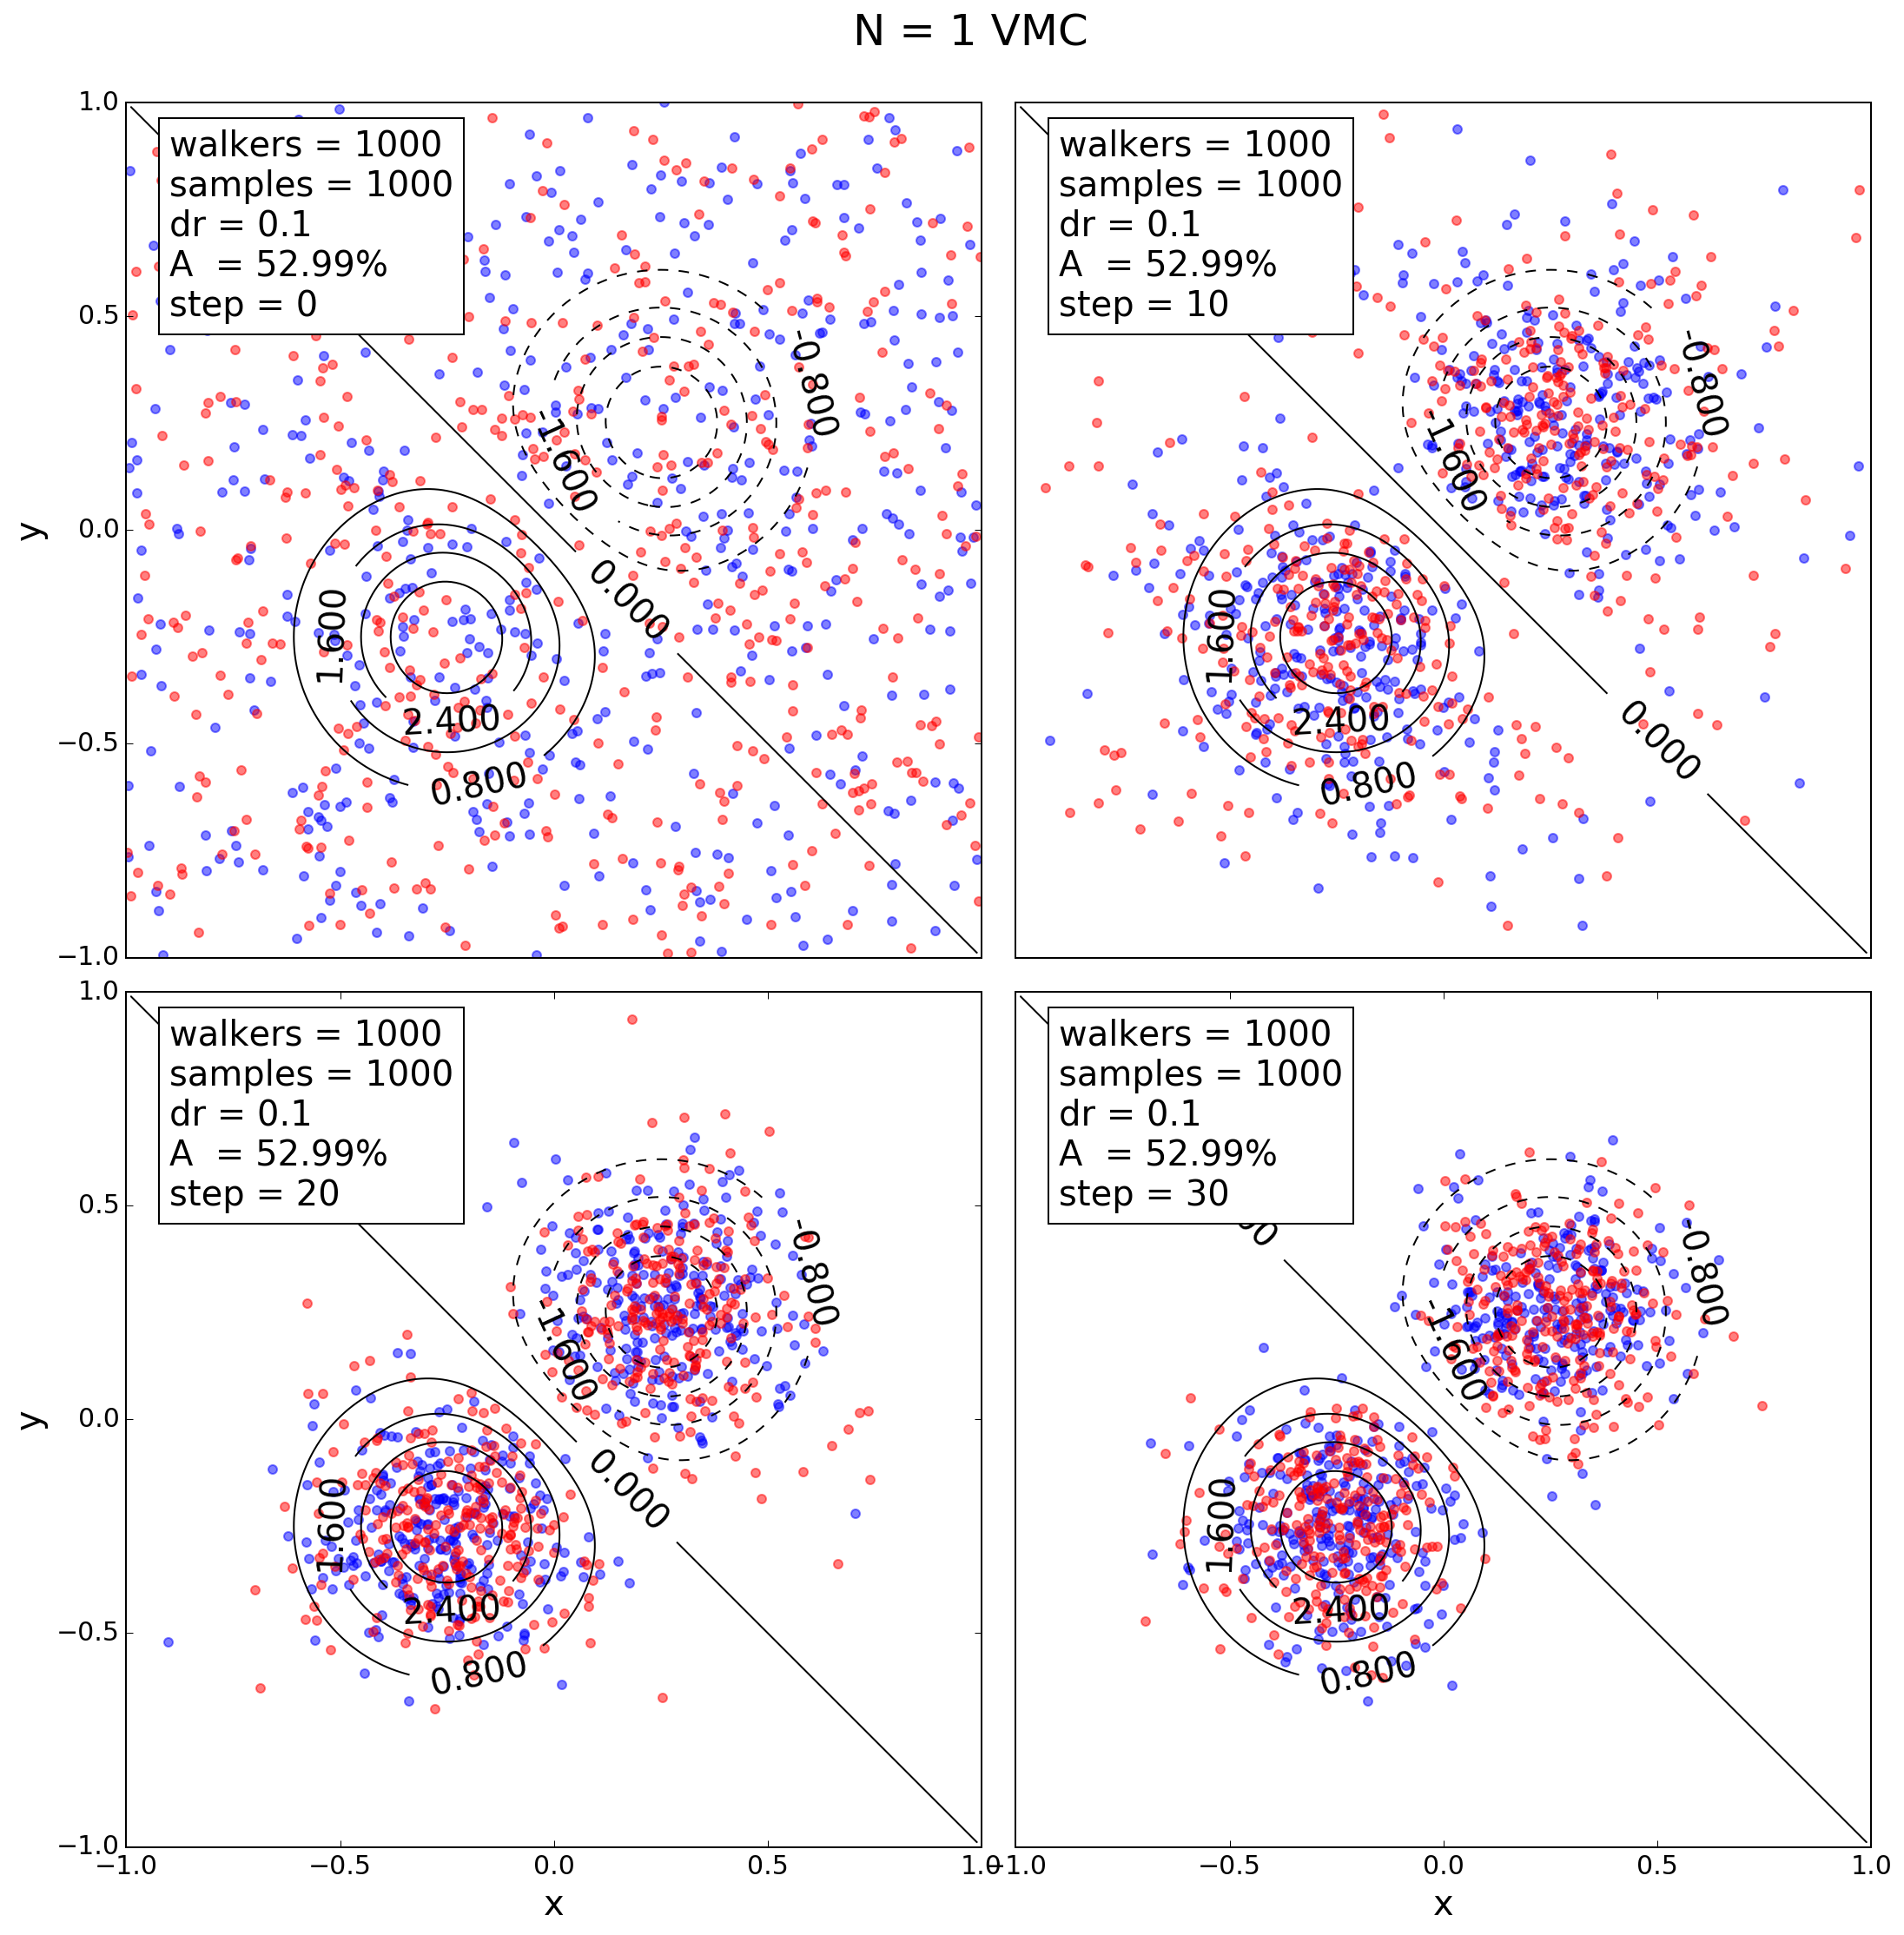 N = 1 VMC
walkers = 1000
samples = 1000
dr = 0.1
A = 52.99%
step = 0
1.0
0.5
0.0
−0.5
−1.0
y
-0.800
-1.600
0.000
1.600
2.400
0.800
walkers = 1000
samples = 1000
dr = 0.1
A = 52.99%
step = 10
-0.800
-1.600
0.000
1.600
2.400
0.800
walkers = 1000
samples = 1000
dr = 0.1
A = 52.99%
step = 20
1.0
0.5
0.0
−0.5
−1.0
y
-0.800
-1.600
0.000
1.600
2.400
0.800
−1.0 −0.5 0.0 0.5 1.0
x
walkers = 1000
samples = 1000
dr = 0.1
A = 52.99%
step = 30
-0.800
-1.600
1.600
2.400
0.800
−1.0 −0.5 0.0 0.5 1.0
x